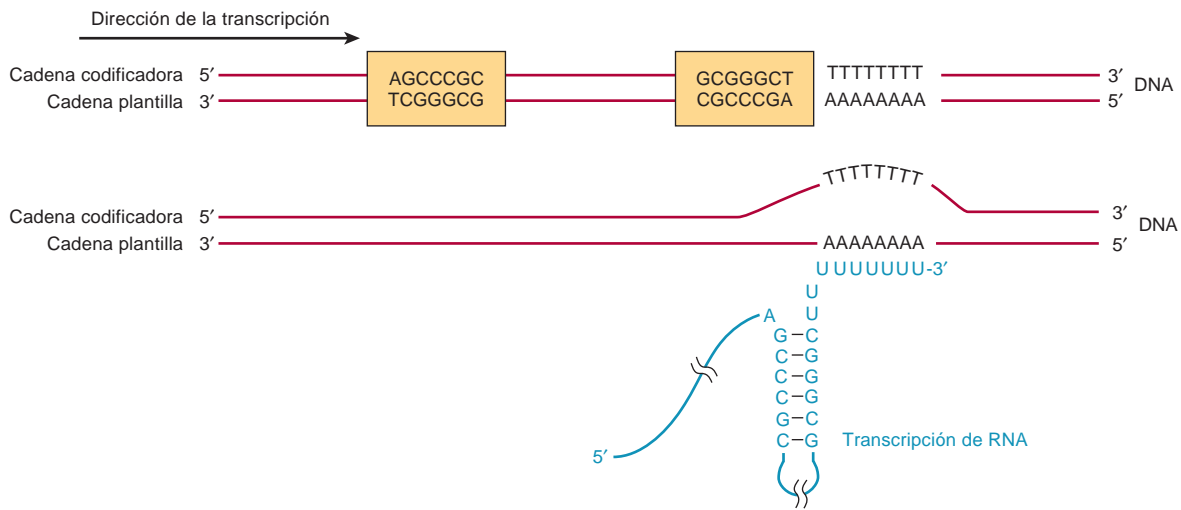 Dirección de la transcripción
Cadena codificadora 5′ AGCCCGC GCGGGCT TTTTTTTT 3′
DNA
Cadena plantilla 3′ TCGGGCG CGCCCGA AAAAAAAA 5′
TTTTTTTT
Cadena codificadora 5′ 3′
DNA
Cadena plantilla 3′ AAAAAAAA 5′
UUUUUUU-3′
U
A U
G–C
C–G
C–G
C–G
G–C
5′ C–G Transcripción de RNA